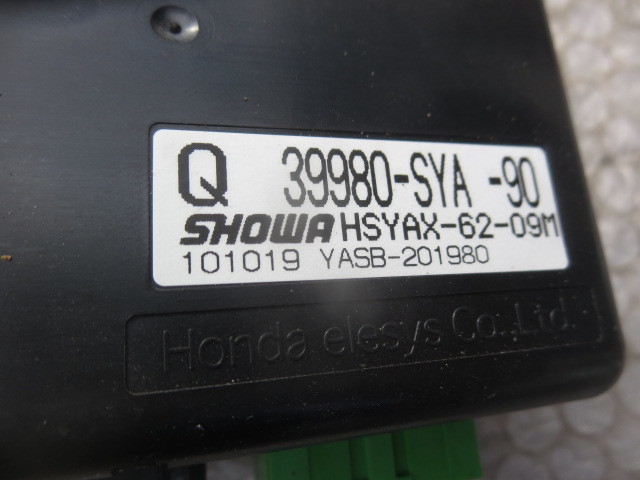 Q 39980-SYA -90
SHOWA HSYAX-62-09M
101019 YASB-201980
Honda elesys Co., Ltd.